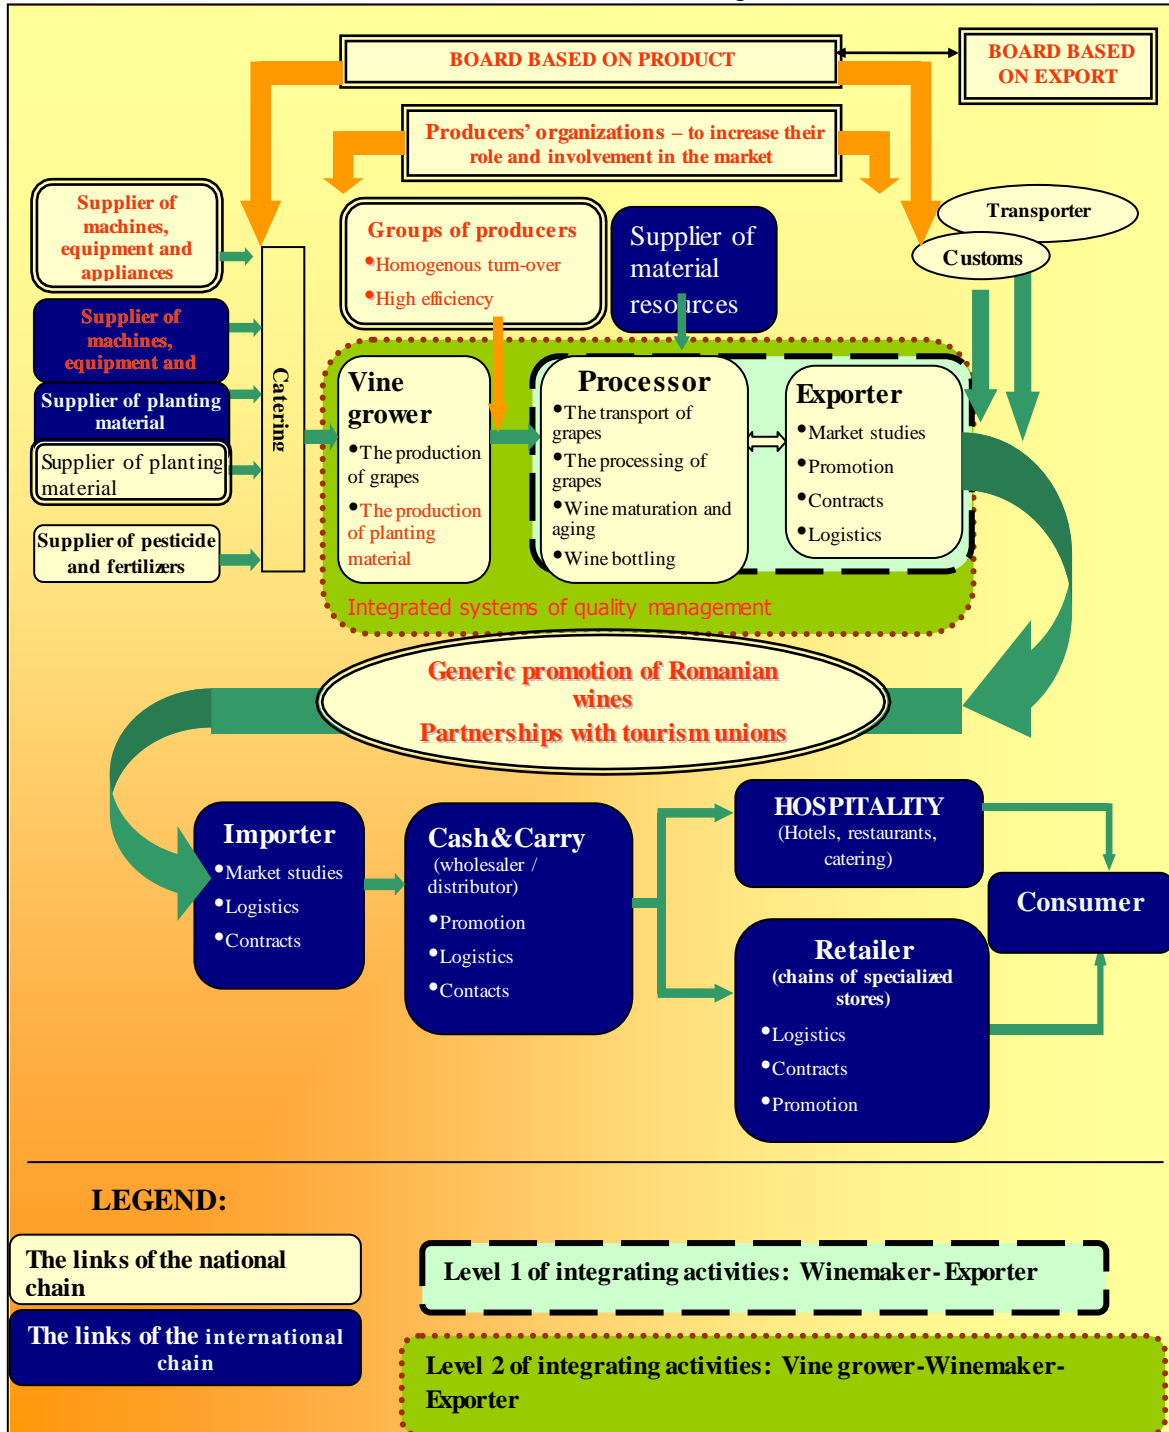 BOARD BASED ON PRODUCT
BOARD BASED
ON EXPORT
Producers' organizations – to increase their
role and involvement in the market
Supplier of
machines,
equipment and
appliances
Groups of producers
•Homogenous turn-over
•High efficiency
Supplier of
material
resources
Transporter
Customs
Supplier of
machines,
equipment and
Supplier of planting
material
Supplier of planting
material
Supplier of pesticide
and fertilizers
Catering
Vine
grower
•The production
of grapes
•The production
of planting
material
Processor
•The transport of
grapes
•The processing of
grapes
•Wine maturation and
aging
•Wine bottling
Exporter
•Market studies
•Promotion
•Contracts
•Logistics
Integrated systems of quality management
Generic promotion of Romanian
wines
Partnerships with tourism unions
Importer
•Market studies
•Logistics
•Contracts
Cash&Carry
(wholesaler /
distributor)
•Promotion
•Logistics
•Contacts
HOSPITALITY
(Hotels, restaurants,
catering)
Retailer
(chains of specialized
stores)
•Logistics
•Contracts
•Promotion
Consumer
LEGEND:
The links of the national
chain
The links of the international
chain
Level 1 of integrating activities: Winemaker-Exporter
Level 2 of integrating activities: Vine grower-Winemaker-
Exporter